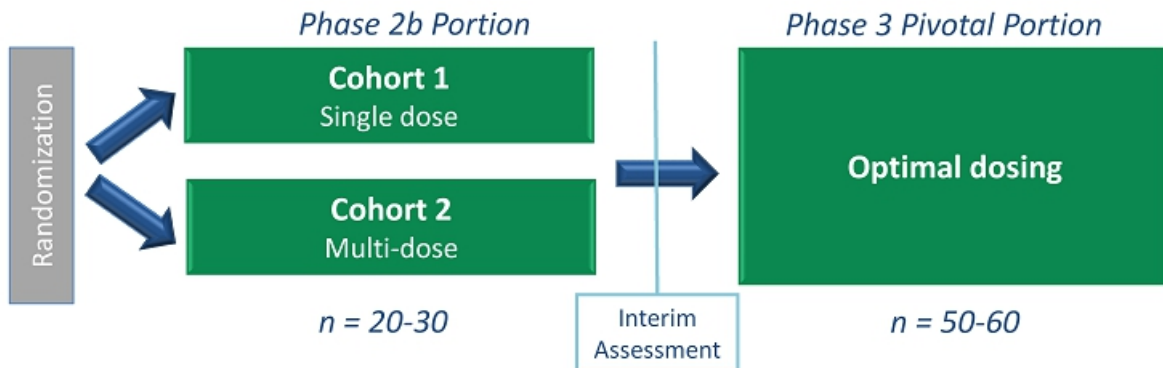 Phase 2b Portion
Phase 3 Pivotal Portion
Randomization
Cohort 1
Single dose
Cohort 2
Multi-dose
Optimal dosing
n = 20-30
Interim
Assessment
n = 50-60